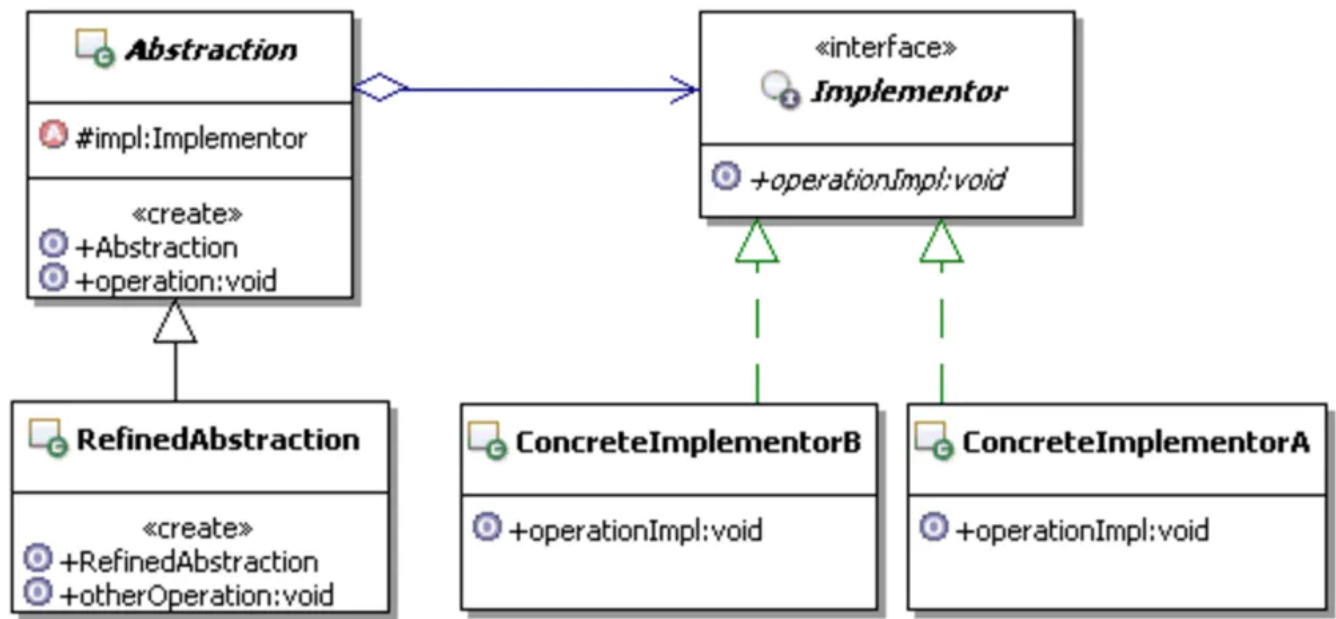 Abstraction
#impl:Implementor
«create»
+Abstraction
+operation:void
«interface»
Implementor
+operationImpl:void
RefinedAbstraction
«create»
+RefinedAbstraction
+otherOperation:void
ConcreteImplementorB
+operationImpl:void
ConcreteImplementorA
+operationImpl:void